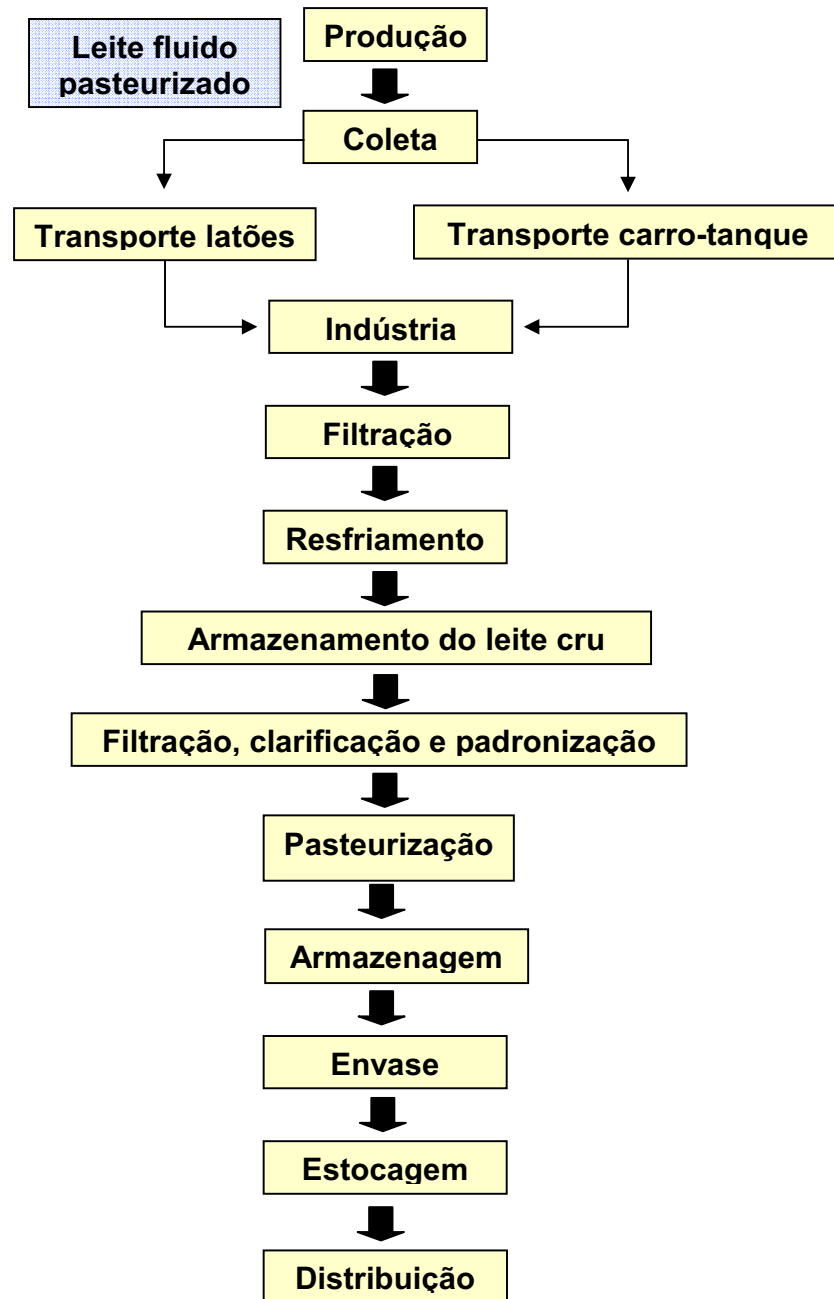 Leite fluido
pasteurizado
Produção
Coleta
Transporte latões
Transporte carro-tanque
Indústria
Filtração
Resfriamento
Armazenamento do leite cru
Filtração, clarificação e padronização
Pasteurização
Armazenagem
Envase
Estocagem
Distribuição